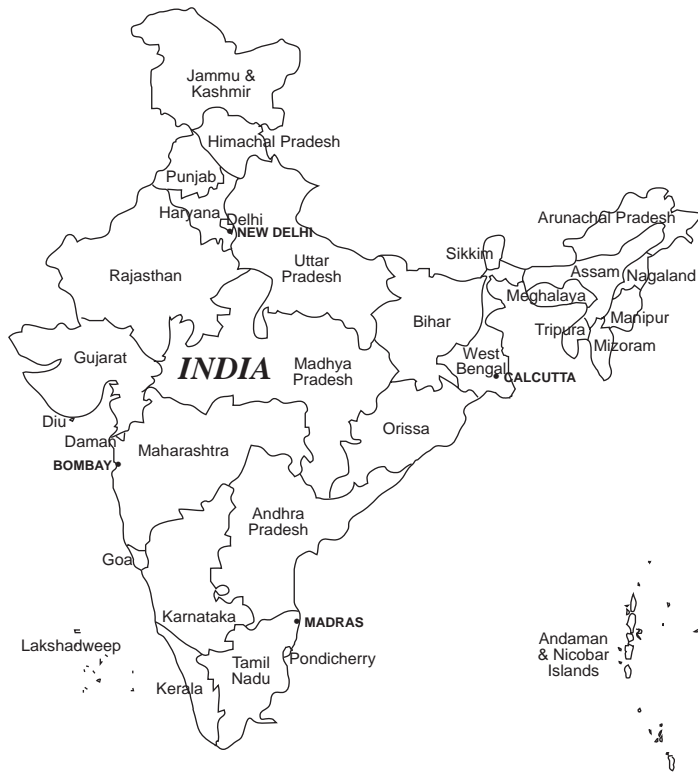 Jammu &
Kashmir
Himachal Pradesh
Punjab
Haryana
Delhi
NEW DELHI
Arunachal Pradesh
Sikkim
Uttar
Pradesh
Rajasthan
Assam
Nagaland
Meghalaya
Bihar
Manipur
Tripura
Mizoram
Gujarat
INDIA
Madhya
Pradesh
West
Bengal
CALCUTTA
Diu
Daman
Orissa
Maharashtra
BOMBAY
Andhra
Pradesh
Goa
Karnataka
MADRAS
Lakshadweep
Andaman
& Nicobar
Islands
Pondicherry
Tamil
Nadu
Kerala